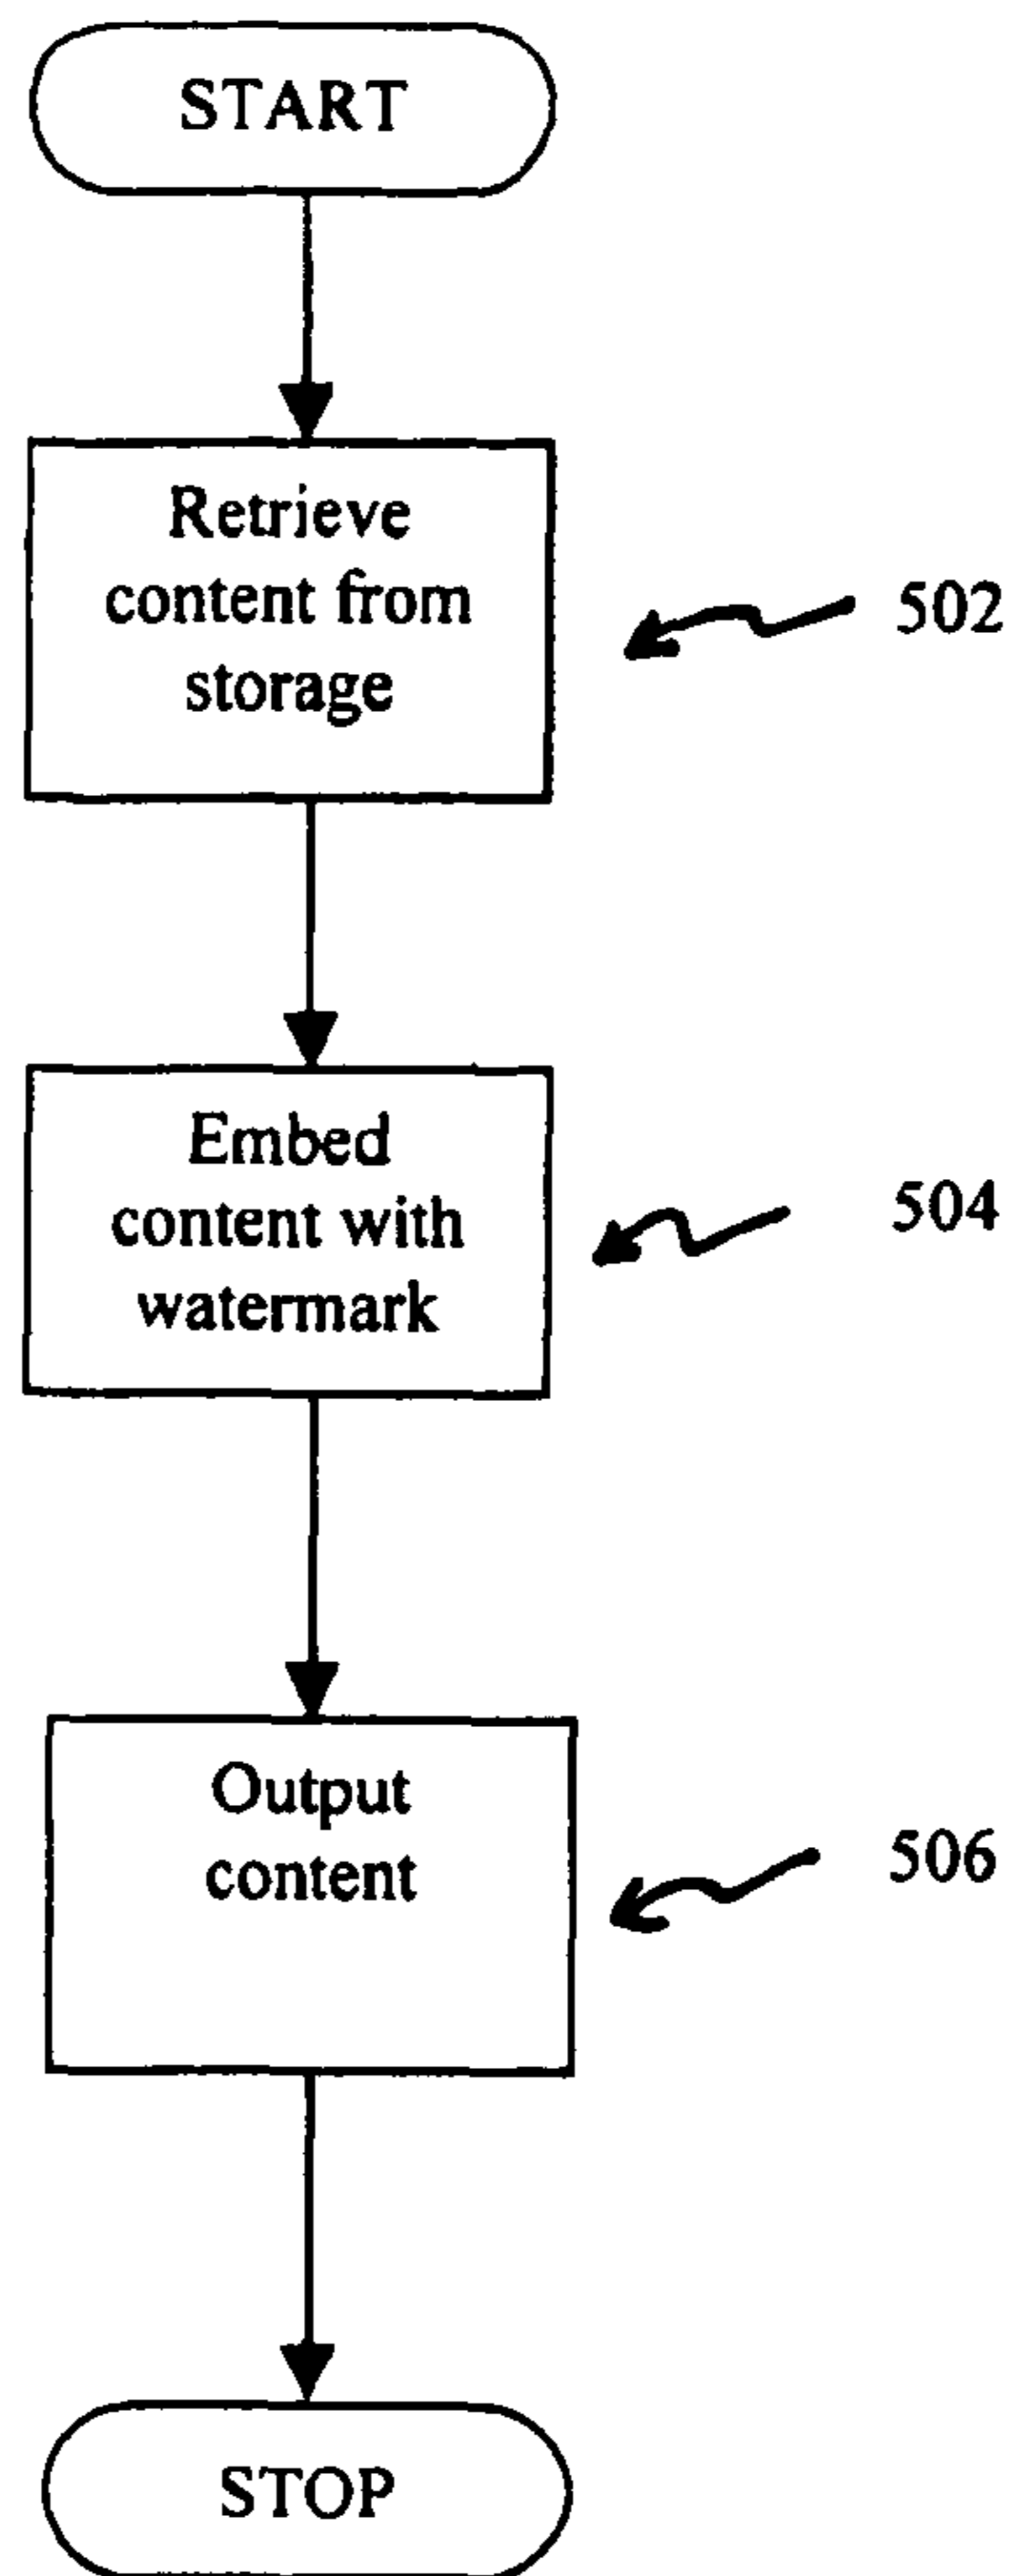 START
Retrieve
content from
storage
502
Embed
content with
watermark
504
Output
content
506
STOP